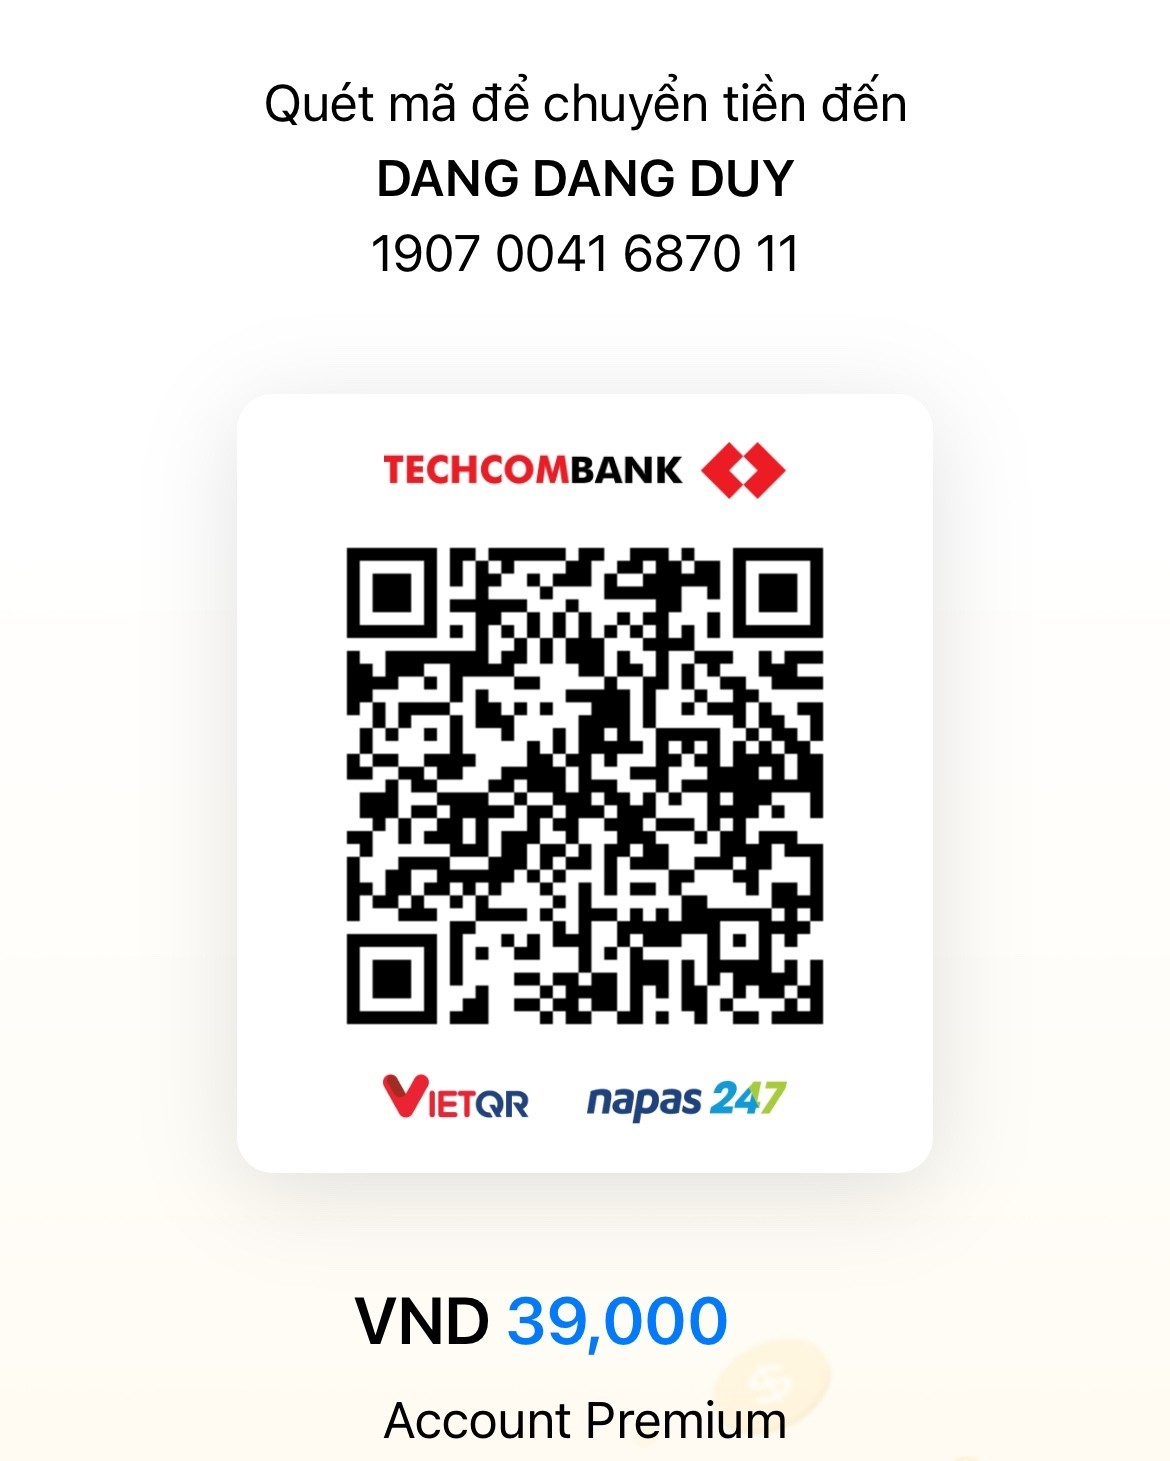 Quét mã để chuyển tiền đến
DANG DANG DUY
1907 0041 6870 11
TECHCOMBANK
VIETQR napas 247
VND 39,000
Account Premium